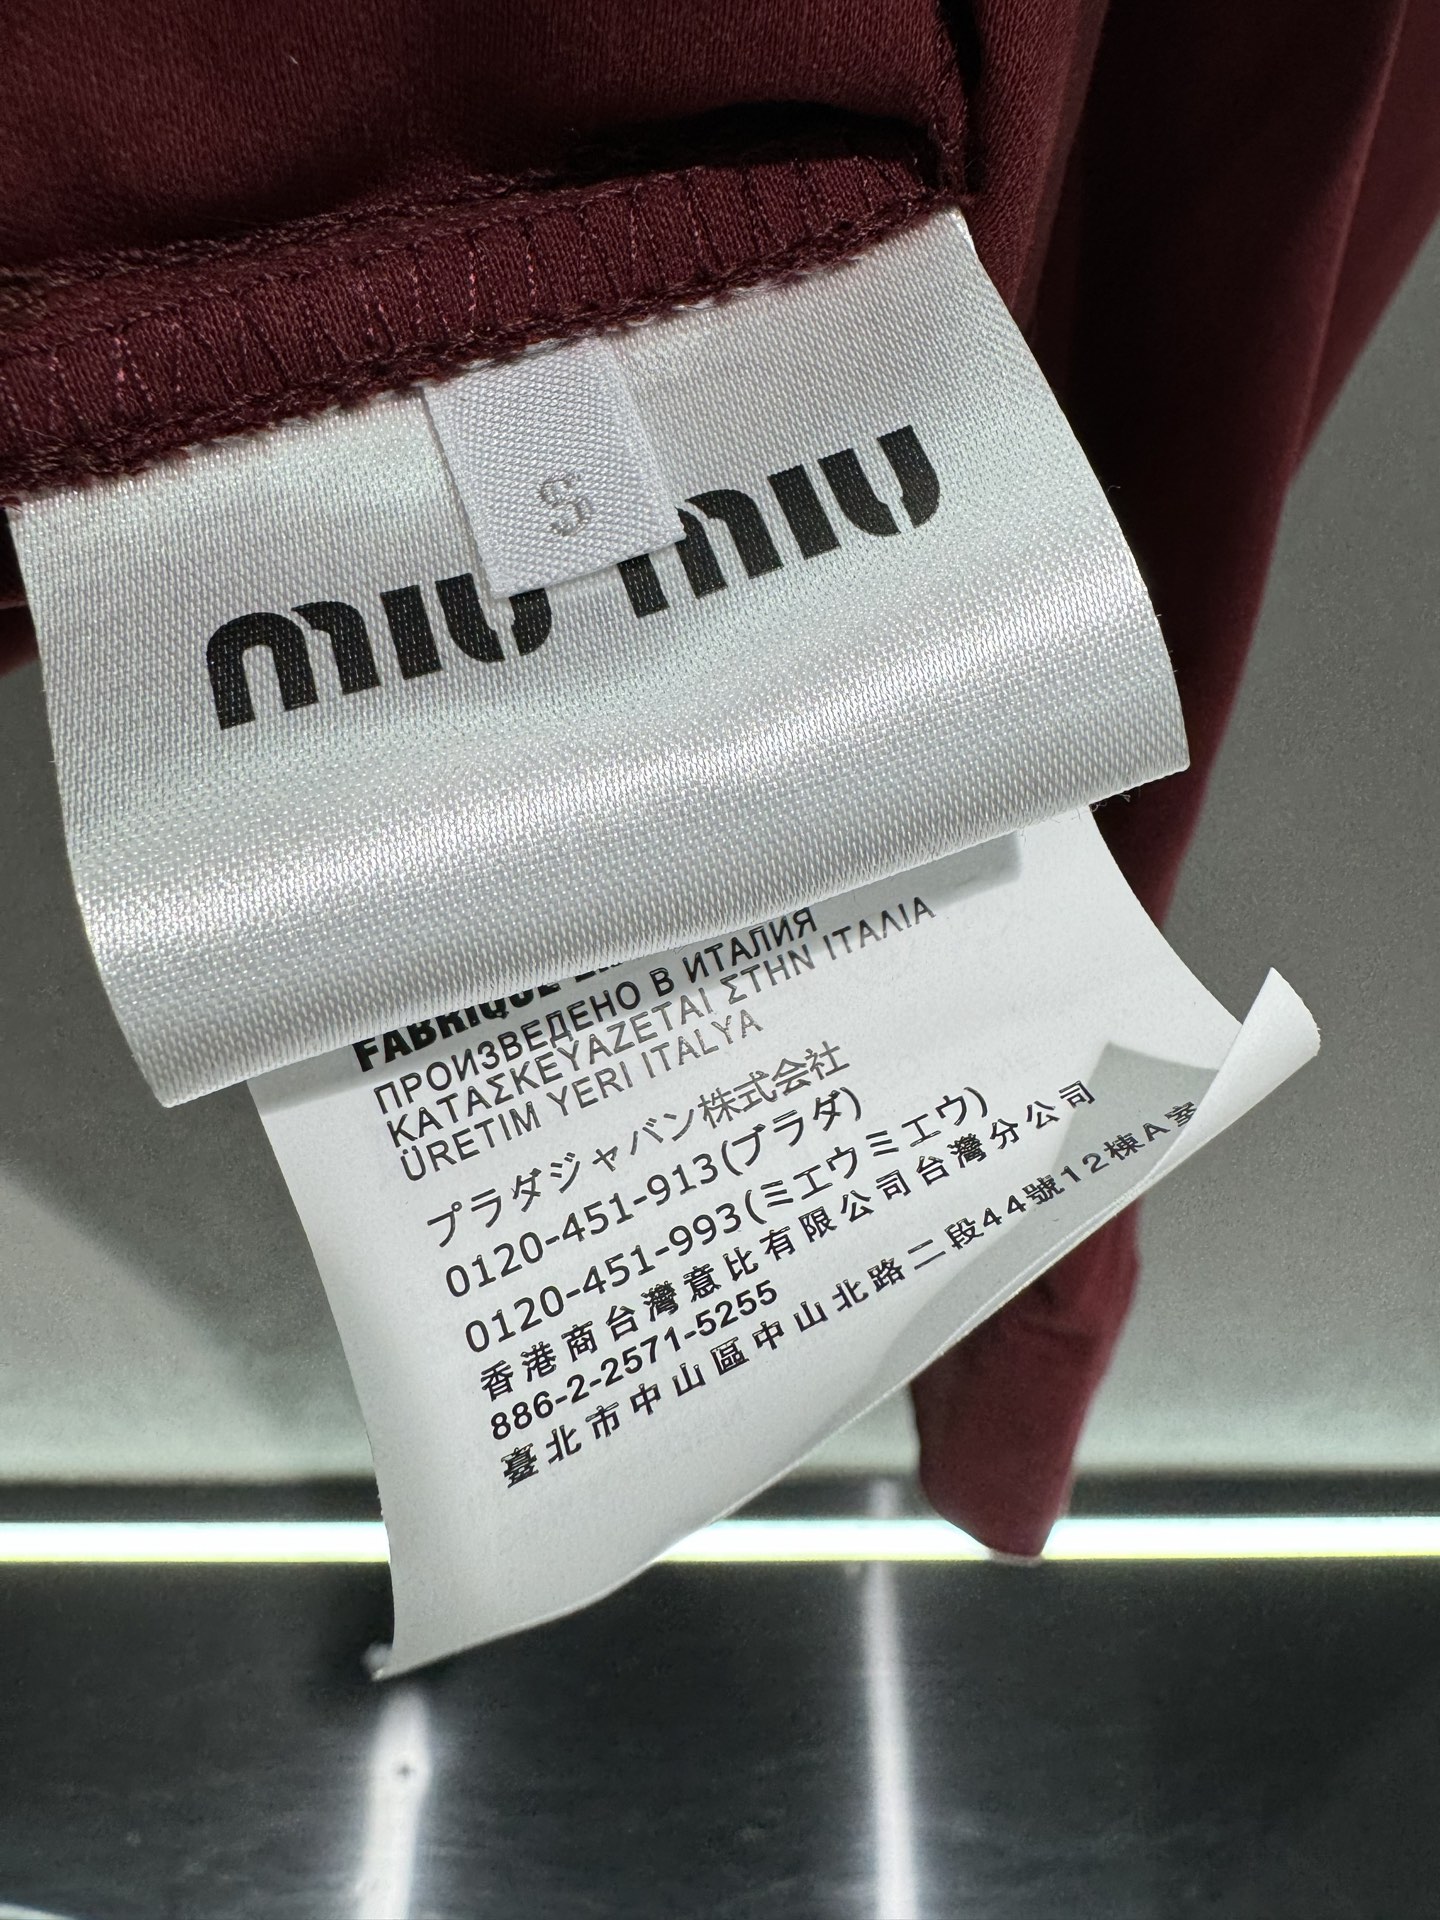 miu miu
S
FABRIQUE
ПРОИЗВЕДЕНО В ИТАЛИЯ
ΚΑΤΑΣΚΕΥΑΖΕΤΑΙ ΣΤΗΝ ΙΤΑΛΙΑ
ÜRETIM YERI ITALYA
プラダジャパン株式会社
0120-451-913(プラダ)
0120-451-993(ミエウミエウ)
香港商台灣意比有限公司台灣分公司
886-2-2571-5255
臺北市中山區中山北路二段44號12棟A室